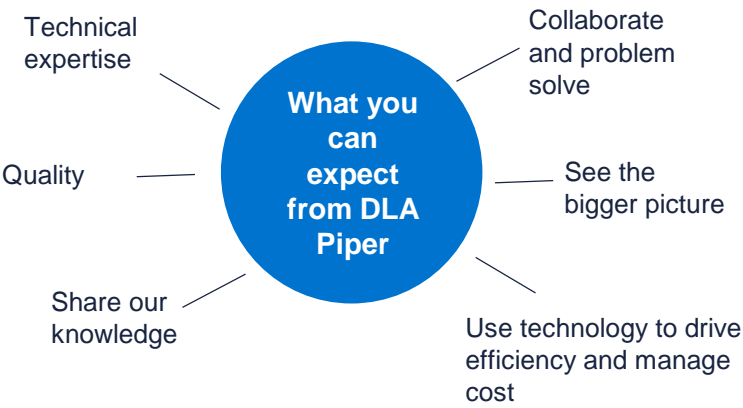 Technical
expertise
Quality
Share our
knowledge
What you
can
expect
from DLA
Piper
Collaborate
and problem
solve
See the
bigger picture
Use technology to drive
efficiency and manage
cost